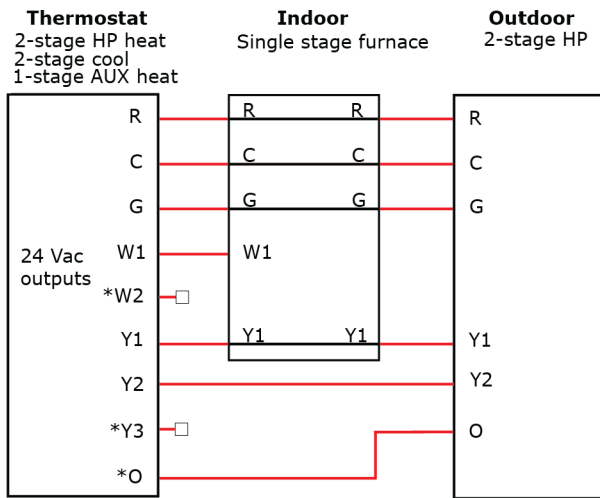 Thermostat
2-stage HP heat
2-stage cool
1-stage AUX heat
Indoor
Single stage furnace
Outdoor
2-stage HP
R R R R
C C C C
G G G G
W1 W1
24 Vac
outputs
*W2
Y1 Y1 Y1 Y1
Y2 Y2
*Y3
O
*O